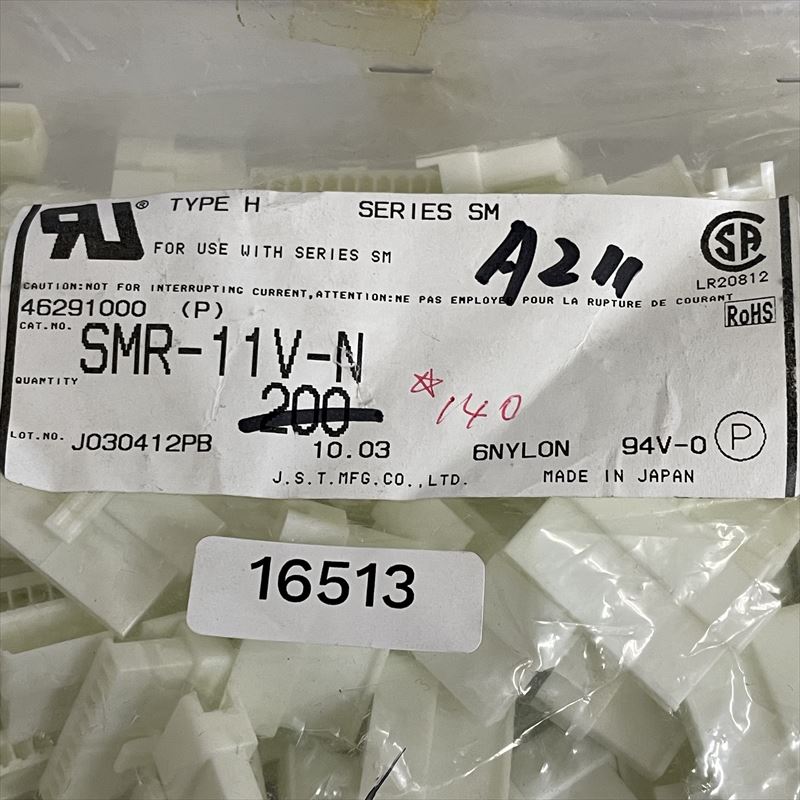 RU® TYPE H SERIES SM
FOR USE WITH SERIES SM
A211
SA
LR20812
CAUTION:NOT FOR INTERRUPTING CURRENT,ATTENTION:NE PAS EMPLOYER POUR LA RUPTURE DE COURANT
46291000 (P)
RoHS
CAT.NO. SMR-11V-N
QUANTITY 200
☆140
LOT.NO. J030412PB 10.03 6NYLON 94V-0 P
J.S.T.MFG.CO.,LTD. MADE IN JAPAN
16513